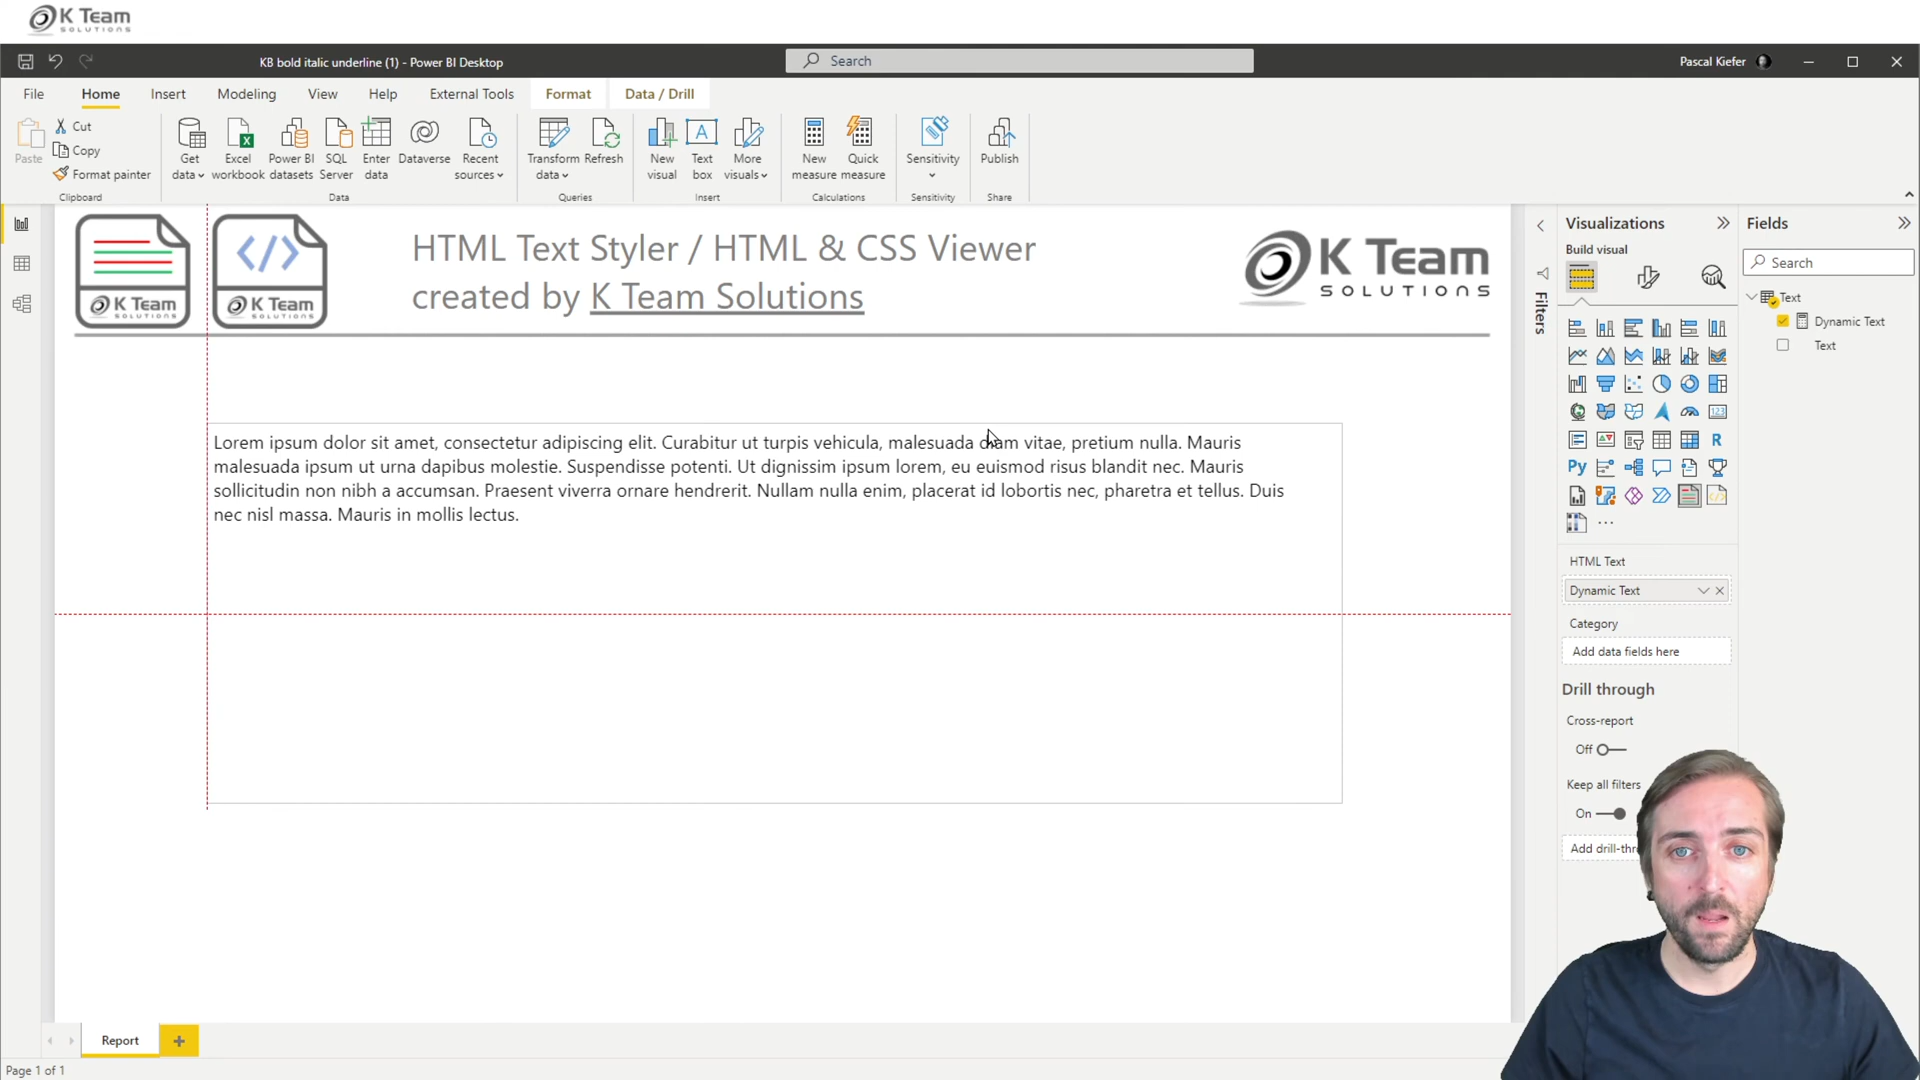 K Team
SOLUTIONS
KB bold italic underline (1) - Power BI Desktop
Search
Pascal Kiefer
File
Home
Insert
Modeling
View
Help
External Tools
Format
Data / Drill
Paste
Cut
Copy
Format painter
Clipboard
Get
data
Excel
workbook
Power BI
datasets
SQL
Server
Enter
data
Dataverse
Recent
sources
Data
Transform
data
Refresh
Queries
New
visual
Text
box
More
visuals
Insert
New
measure
Quick
measure
Calculations
Sensitivity
Sensitivity
Publish
Share
K Team
SOLUTIONS
</>
K Team
SOLUTIONS
HTML Text Styler / HTML & CSS Viewer
created by K Team Solutions
K Team
SOLUTIONS
Lorem ipsum dolor sit amet, consectetur adipiscing elit. Curabitur ut turpis vehicula, malesuada diam vitae, pretium nulla. Mauris
malesuada ipsum ut urna dapibus molestie. Suspendisse potenti. Ut dignissim ipsum lorem, eu euismod risus blandit nec. Mauris
sollicitudin non nibh a accumsan. Praesent viverra ornare hendrerit. Nullam nulla enim, placerat id lobortis nec, pharetra et tellus. Duis
nec nisl massa. Mauris in mollis lectus.
Filters
Visualizations
Build visual
123
R
Py
HTML Text
Dynamic Text
Category
Add data fields here
Drill through
Cross-report
Off
Keep all filters
On
Add drill-thr
Fields
Search
Text
Dynamic Text
Text
Report
Page 1 of 1